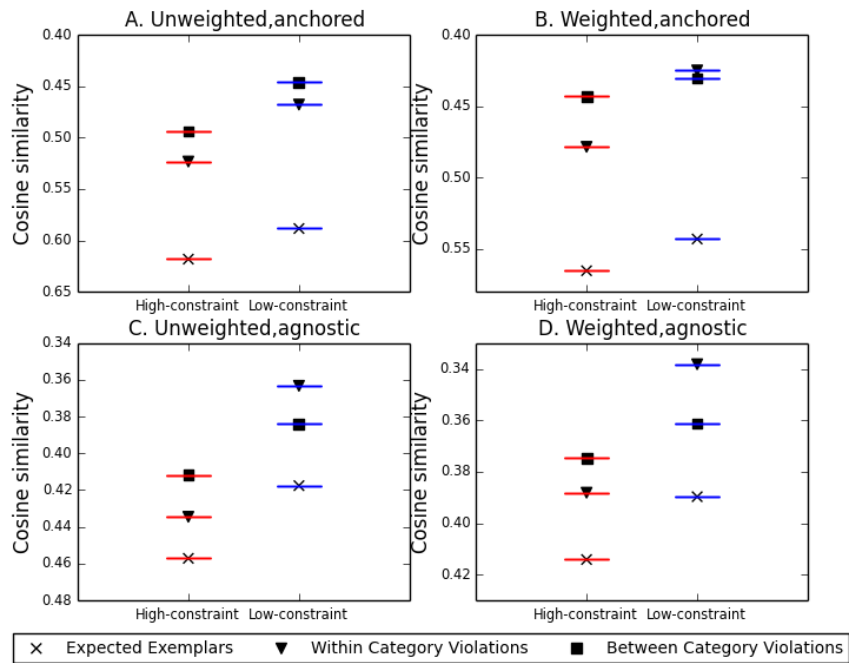 A. Unweighted,anchored
0.40
0.45
0.50
0.55
0.60
0.65
Cosine similarity
High-constraint Low-constraint
B. Weighted,anchored
0.40
0.45
0.50
0.55
Cosine similarity
High-constraint Low-constraint
C. Unweighted,agnostic
0.34
0.36
0.38
0.40
0.42
0.44
0.46
0.48
Cosine similarity
High-constraint Low-constraint
D. Weighted,agnostic
0.34
0.36
0.38
0.40
0.42
Cosine similarity
High-constraint Low-constraint
Expected Exemplars Within Category Violations Between Category Violations